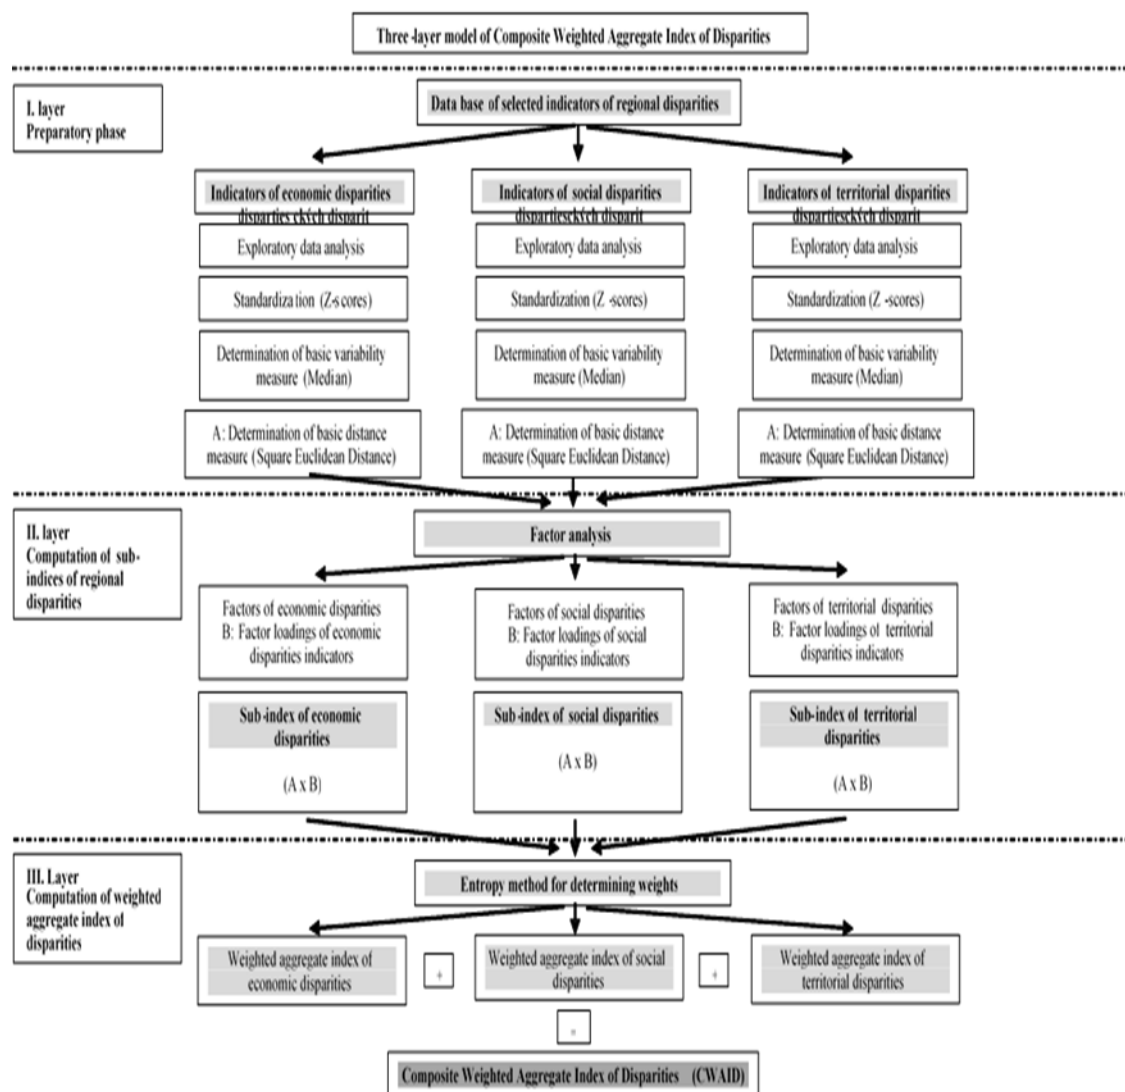 Three-layer model of Composite Weighted Aggregate Index of Disparities
I. layer
Preparatory phase
Data base of selected indicators of regional disparities
Indicators of economic disparities
disparties ckých disparit
Indicators of social disparities
dispartiesckých disparit
Indicators of territorial disparities
dispartiesckých disparit
Exploratory data analysis
Exploratory data analysis
Exploratory data analysis
Standardization (Z-scores)
Standardization (Z -scores)
Standardization (Z -scores)
Determination of basic variability
measure (Median)
Determination of basic variability
measure (Median)
Determination of basic variability
measure (Median)
A: Determination of basic distance
measure (Square Euclidean Distance)
A: Determination of basic distance
measure (Square Euclidean Distance)
A: Determination of basic distance
measure (Square Euclidean Distance)
II. layer
Computation of sub-
indices of regional
disparities
Factor analysis
Factors of economic disparities
B: Factor loadings of economic
disparities indicators
Factors of social disparities
B: Factor loadings of social
disparities indicators
Factors of territorial disparities
B: Factor loadings of territorial
disparities indicators
Sub-index of economic
disparities
(A x B)
Sub-index of social disparities
(A x B)
Sub-index of territorial
disparities
(A x B)
III. Layer
Computation of weighted
aggregate index of
disparities
Entropy method for determining weights
Weighted aggregate index of
economic disparities
+
Weighted aggregate index of social
disparities
+
Weighted aggregate index of
territorial disparities
=
Composite Weighted Aggregate Index of Disparities (CWAID)